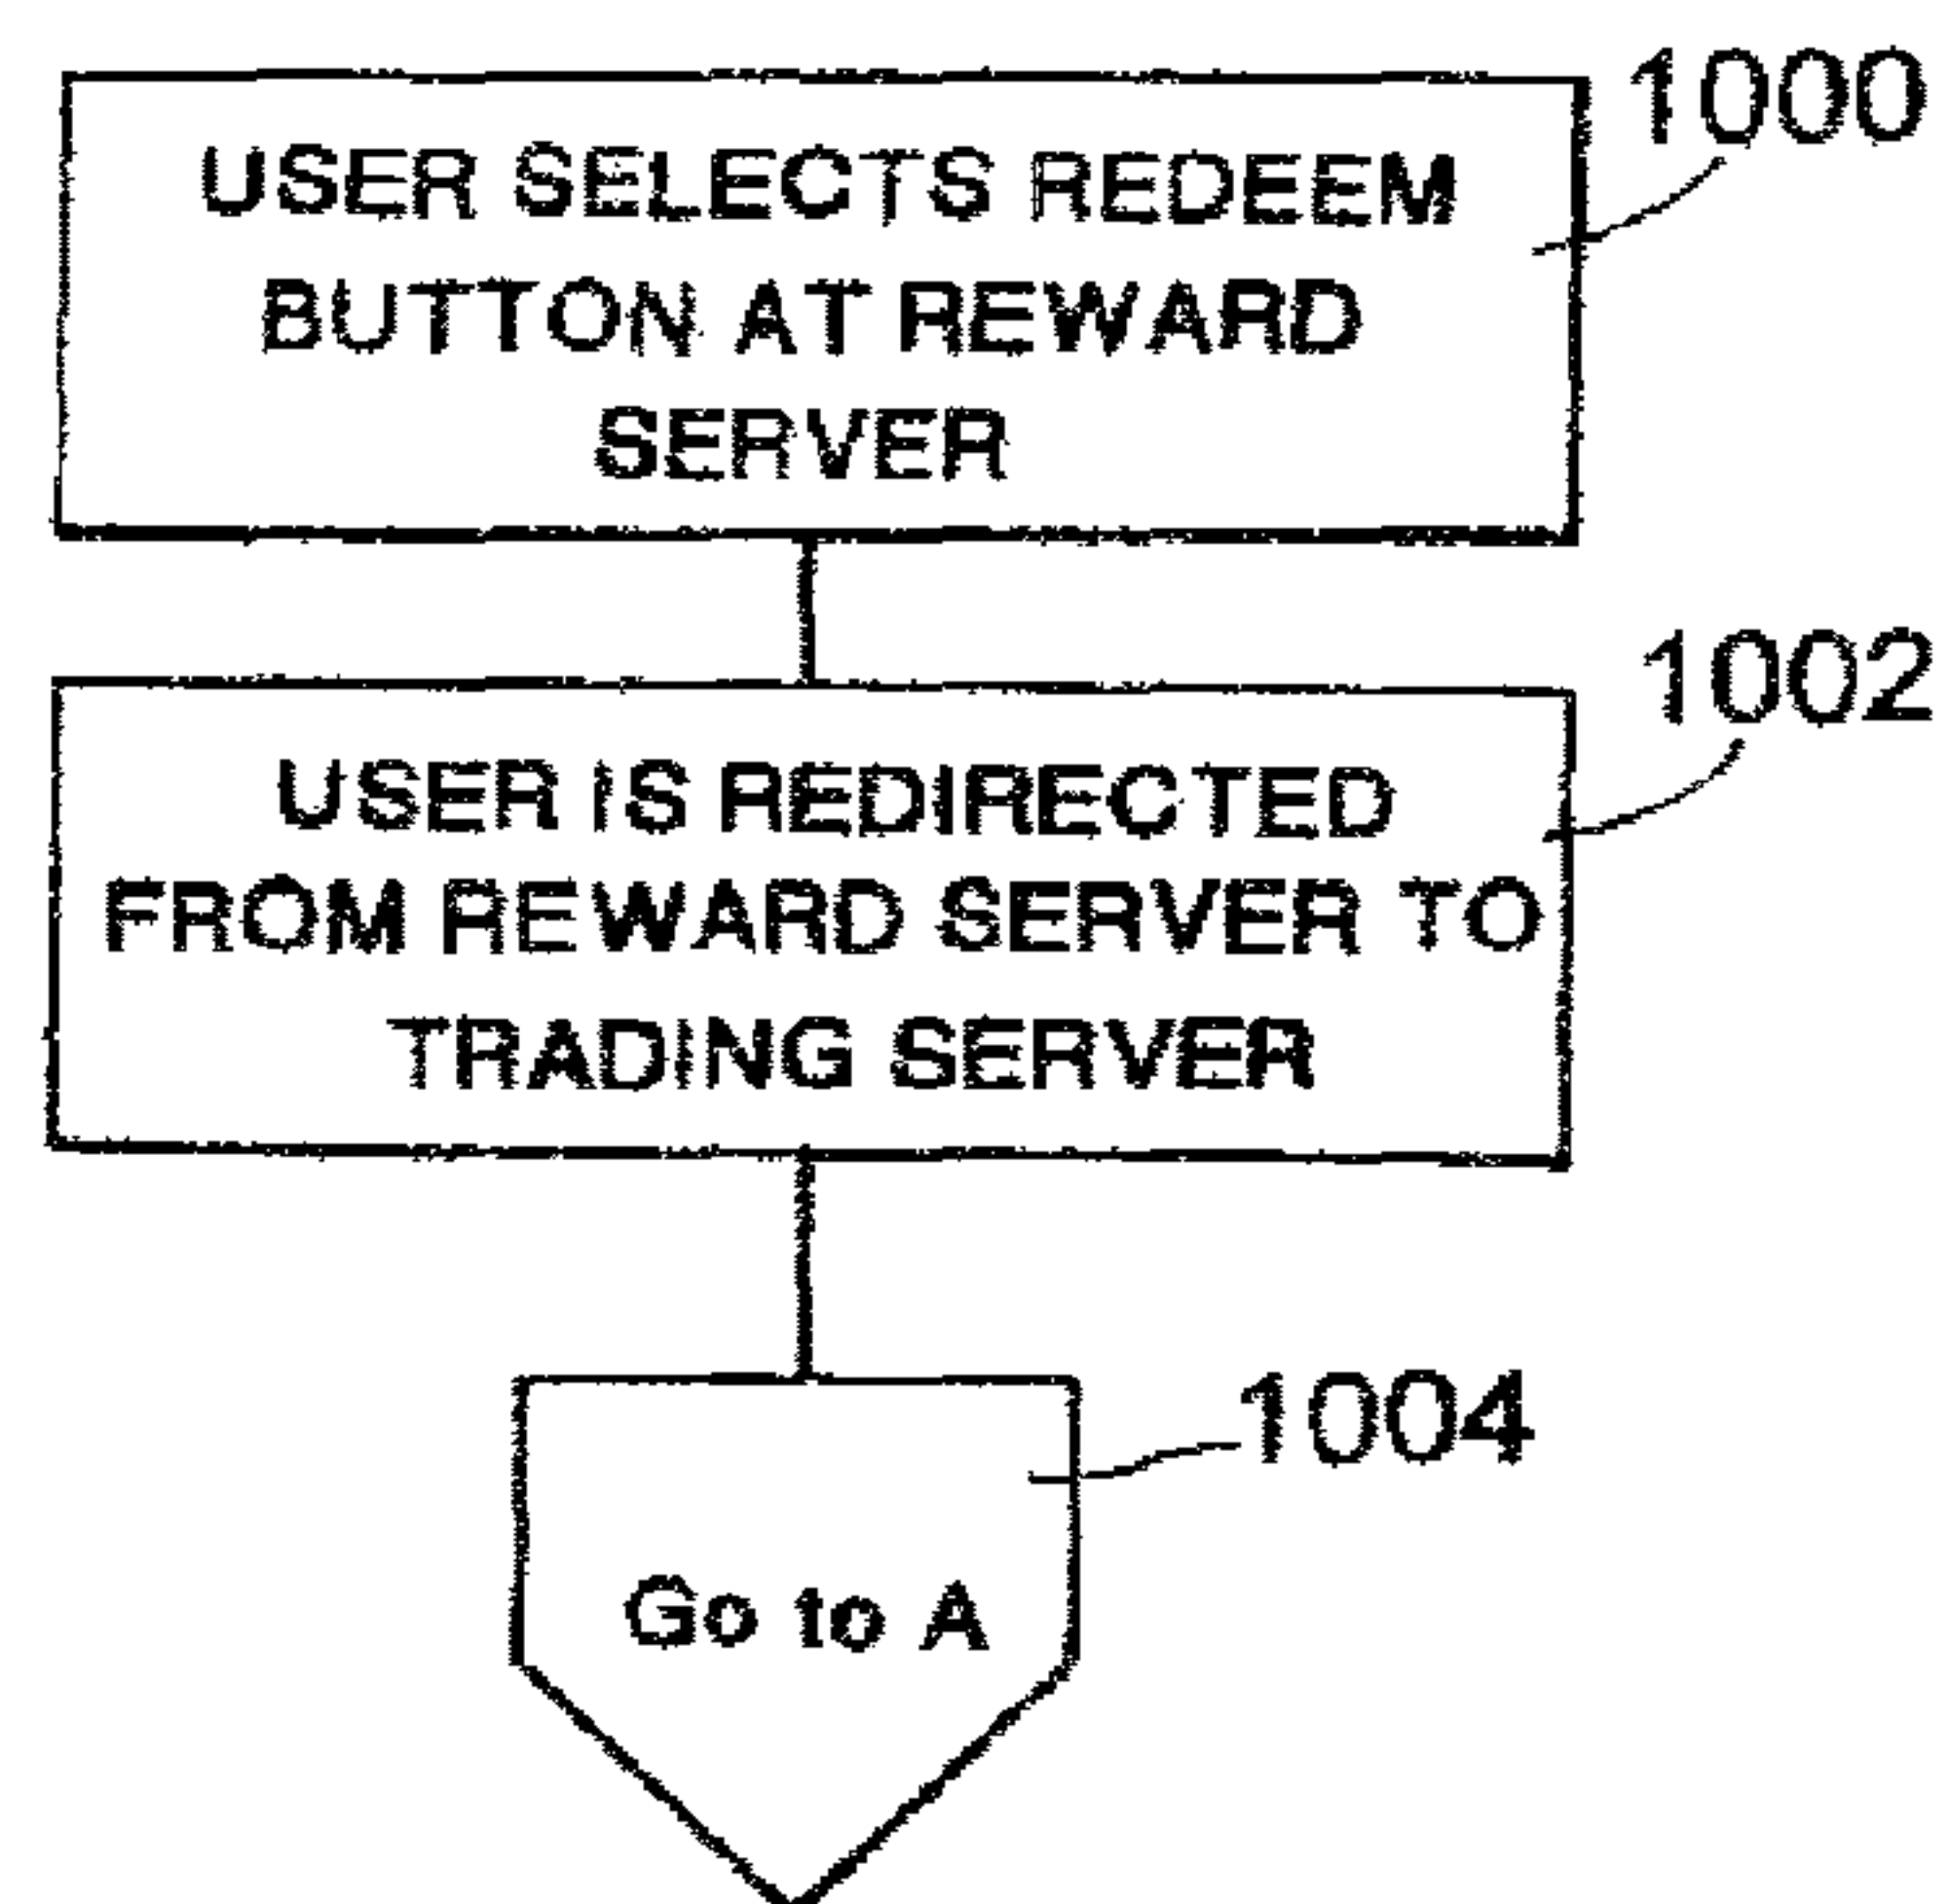 1000
USER SELECTS REDEEM
BUTTON AT REWARD
SERVER
1002
USER IS REDIRECTED
FROM REWARD SERVER TO
TRADING SERVER
1004
Go to A